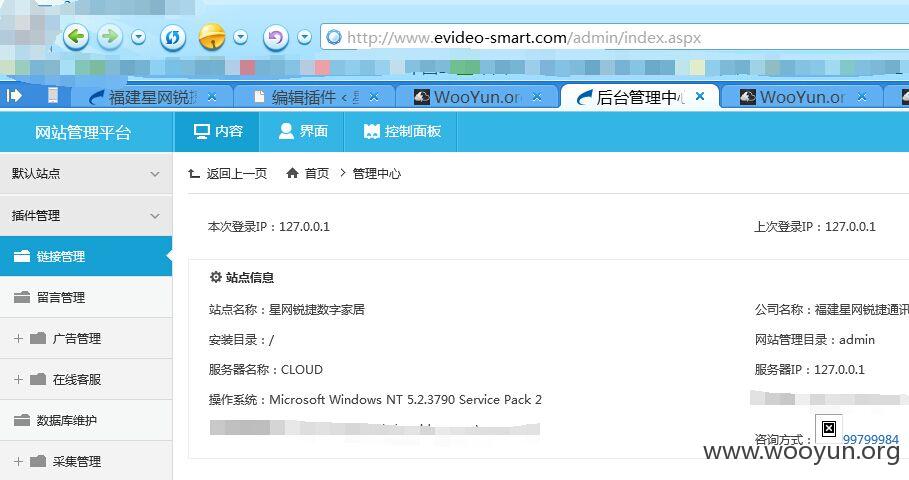 http://www.evideo-smart.com/admin/index.aspx
福建星网锐捷
编辑插件 < 星
WooYun.or
后台管理中心
WooYun.or
网站管理平台
内容
界面
控制面板
默认站点
返回上一页 首页 > 管理中心
插件管理
本次登录IP：127.0.0.1
上次登录IP：127.0.0.1
链接管理
站点信息
留言管理
站点名称：星网锐捷数字家居
公司名称：福建星网锐捷通讯
广告管理
安装目录：/
网站管理目录：admin
在线客服
服务器名称：CLOUD
服务器IP：127.0.0.1
操作系统：Microsoft Windows NT 5.2.3790 Service Pack 2
数据库维护
咨询方式：99799984
采集管理
www.wooyun.org